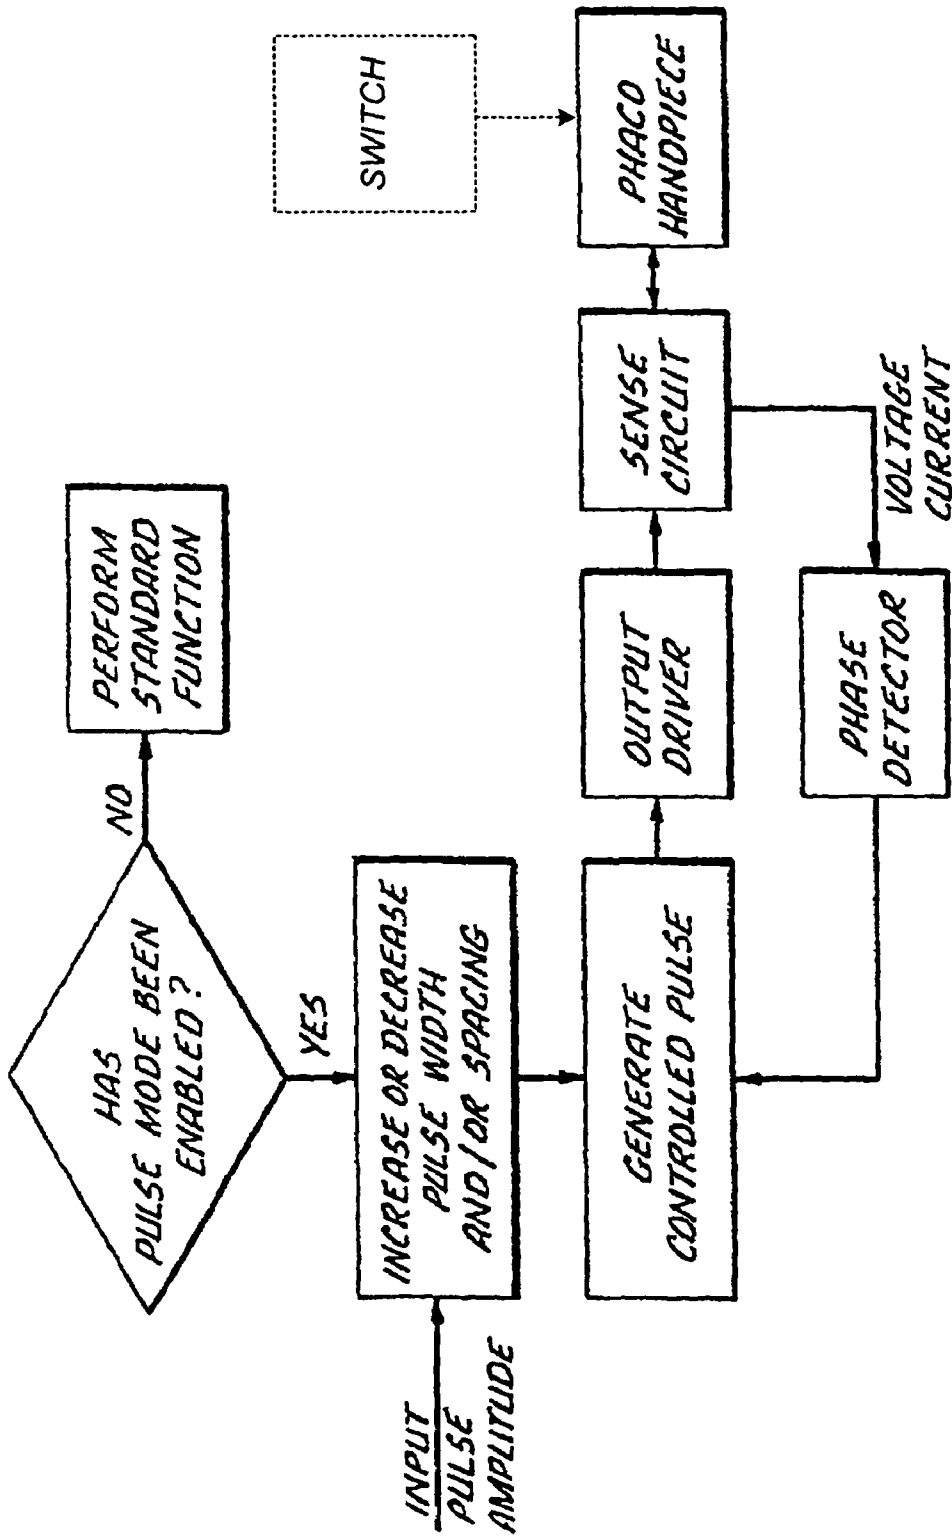 HAS
PULSE MODE BEEN
ENABLED?
NO
PERFORM
STANDARD
FUNCTION
YES
INPUT
PULSE
AMPLITUDE
INCREASE OR DECREASE
PULSE WIDTH
AND/OR SPACING
GENERATE
CONTROLLED PULSE
OUTPUT
DRIVER
SENSE
CIRCUIT
PHACO
HANDPIECE
SWITCH
VOLTAGE
CURRENT
PHASE
DETECTOR